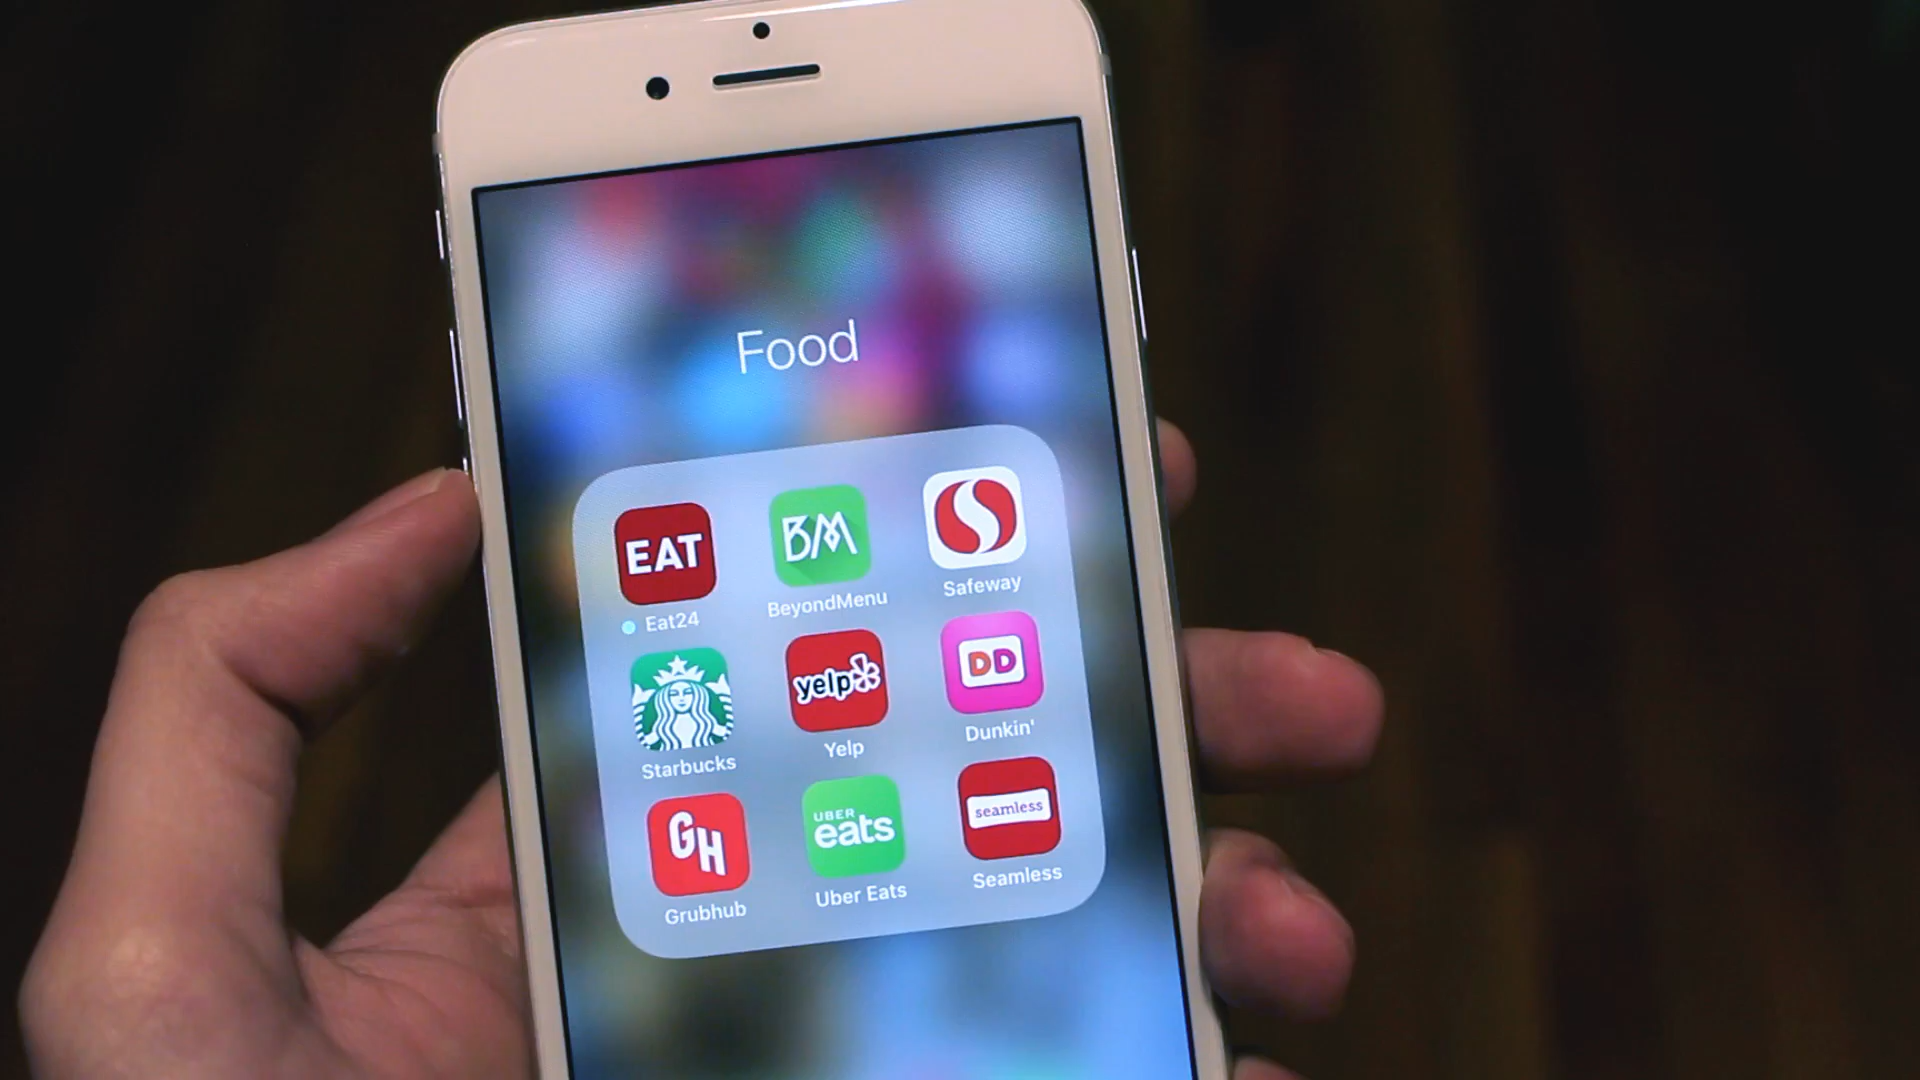 Food
EAT
BM
Eat24
BeyondMenu
Safeway
yelp
DD
Starbucks
Yelp
Dunkin'
GH
UBER
eats
seamless
Grubhub
Uber Eats
Seamless